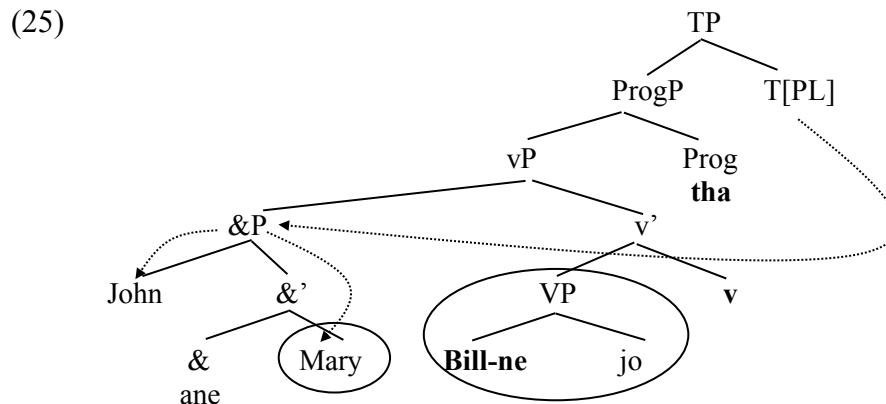 (25) TP
ProgP T[PL]
vP Prog
tha
&P v’
John &’ VP v
& Mary Bill-ne jo
ane